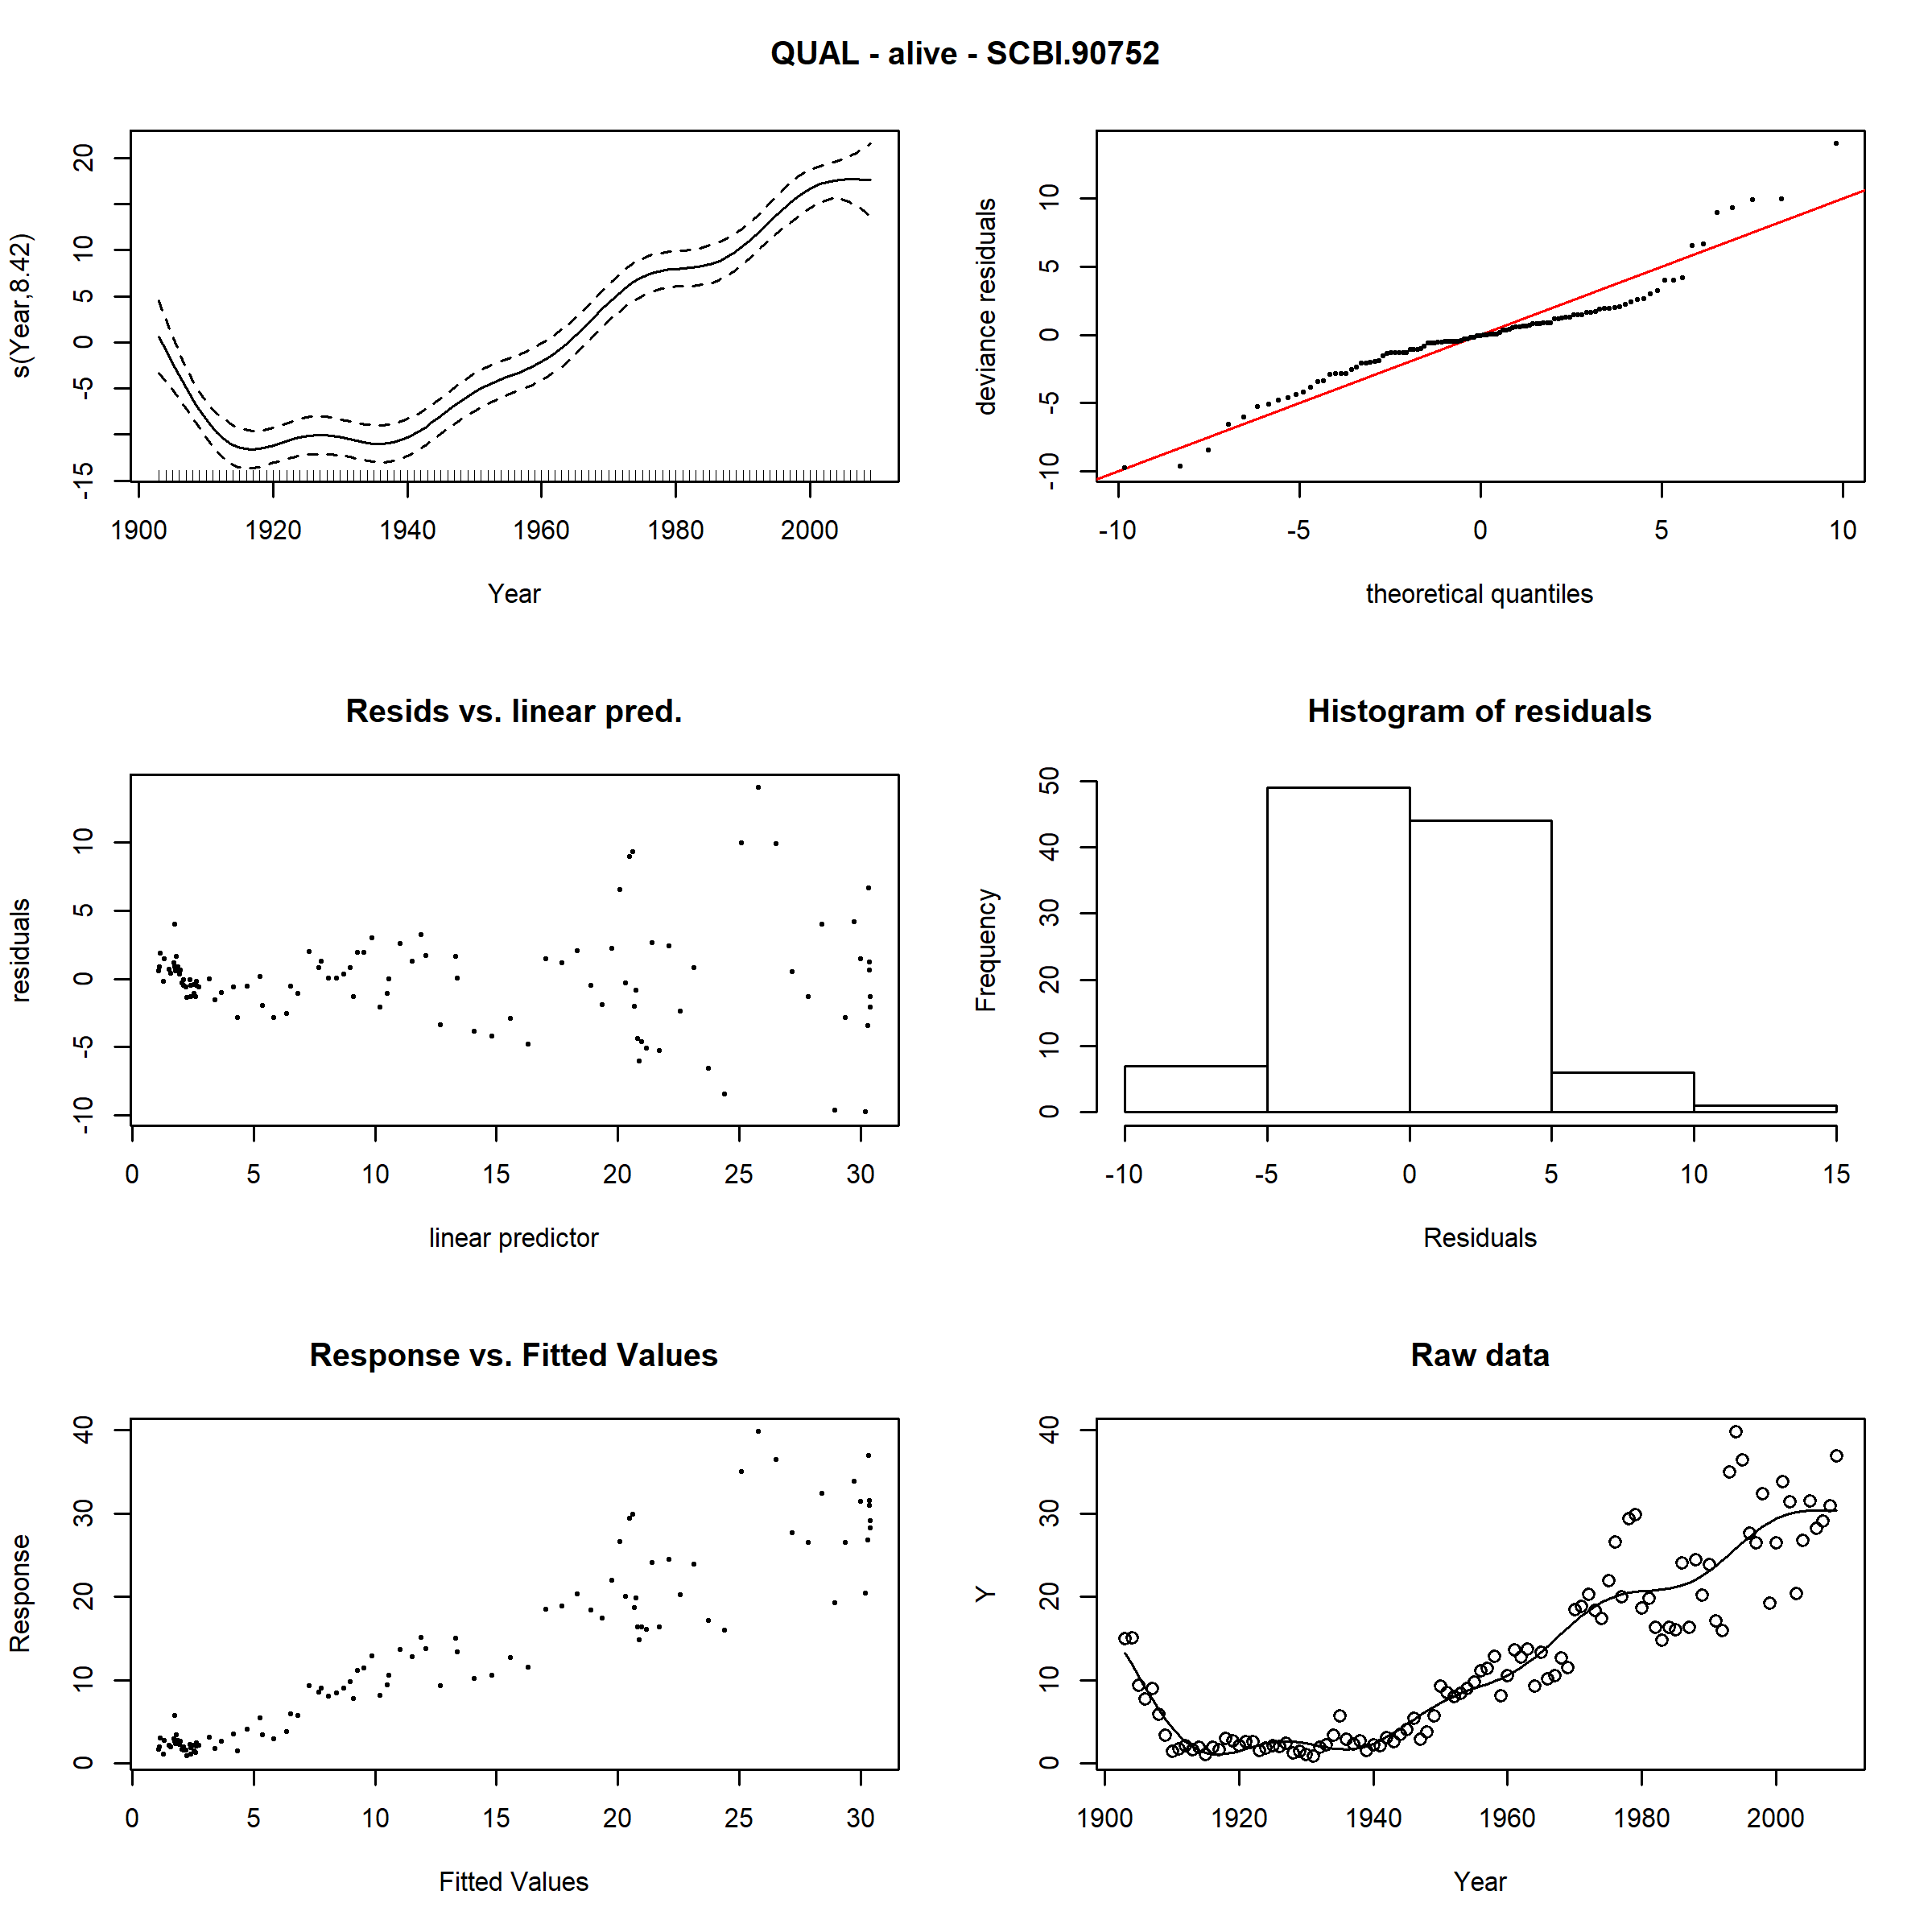 QUAL - alive - SCBI.90752
s(Year,8.42)
20
10
5
0
-5
-15
1900 1920 1940 1960 1980 2000
Year
deviance residuals
10
5
0
-5
-10
-10 -5 0 5 10
theoretical quantiles
Resids vs. linear pred.
residuals
10
5
0
-5
-10
0 5 10 15 20 25 30
linear predictor
Histogram of residuals
Frequency
50
40
30
20
10
0
-10 -5 0 5 10 15
Residuals
Response vs. Fitted Values
Response
40
30
20
10
0
0 5 10 15 20 25 30
Fitted Values
Raw data
Y
40
30
20
10
0
1900 1920 1940 1960 1980 2000
Year